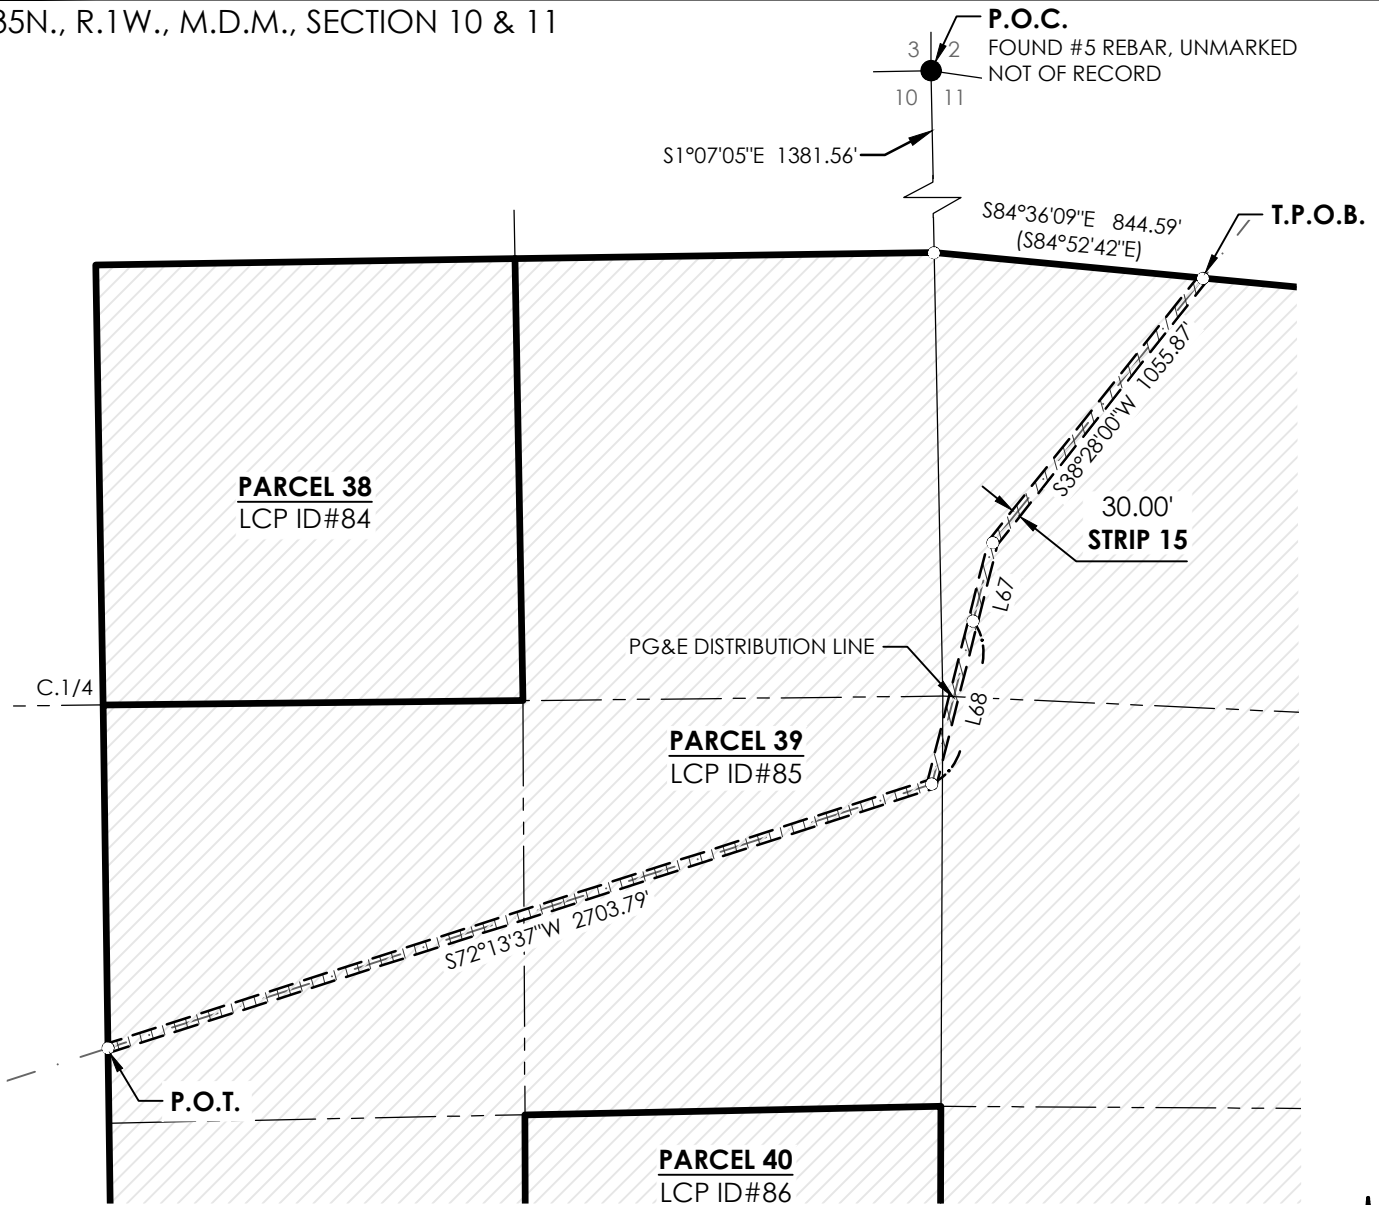 35N., R.1W., M.D.M., SECTION 10 & 11
P.O.C.
FOUND #5 REBAR, UNMARKED
NOT OF RECORD
3 2
10 11
S1°07'05"E 1381.56'
S84°36'09"E 844.59'
(S84°52'42"E)
T.P.O.B.
S38°28'00"W 1055.87'
PARCEL 38
LCP ID#84
30.00'
STRIP 15
L67
PG&E DISTRIBUTION LINE
C.1/4
L68
PARCEL 39
LCP ID#85
S72°13'37"W 2703.79'
P.O.T.
PARCEL 40
LCP ID#86